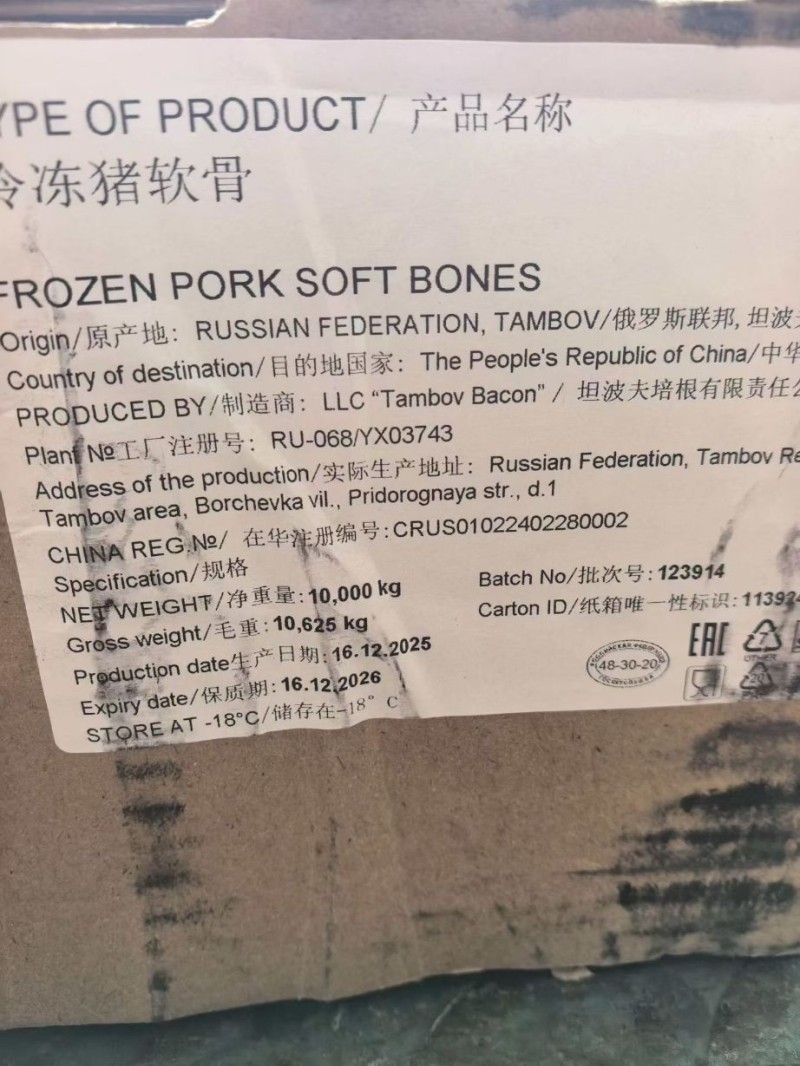 YPE OF PRODUCT/ 产品名称
冷冻猪软骨
FROZEN PORK SOFT BONES
Origin/原产地: RUSSIAN FEDERATION, TAMBOV/俄罗斯联邦, 坦波
Country of destination/目的地国家: The People's Republic of China/中华
PRODUCED BY/制造商: LLC “Tambov Bacon” / 坦波夫培根有限责任公
Plant №工厂注册号: RU-068/YX03743
Address of the production/实际生产地址: Russian Federation, Tambov Re
Tambov area, Borchevka vil., Pridorognaya str., d.1
CHINA REG.№/ 在华注册编号:CRUS01022402280002
Specification/规格
NET WEIGHT/净重量: 10,000 kg
Gross weight/毛重: 10,625 kg
Production date生产日期: 16.12.2025
Expiry date/保质期: 16.12.2026
STORE AT -18°C/储存在-18° C
Batch No/批次号: 123914
Carton ID/纸箱唯一性标识: 113924
EAC
48-30-20